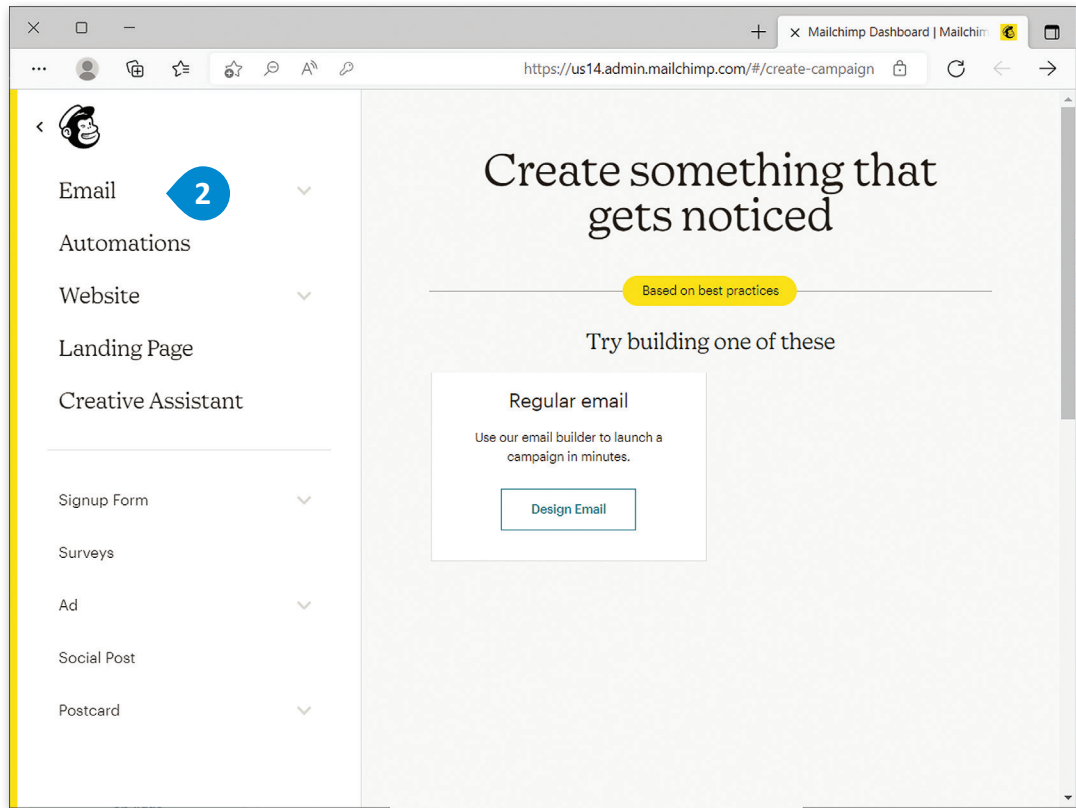 Mailchimp Dashboard | Mailchim
https://us14.admin.mailchimp.com/#/create-campaign
Email
2
Automations
Website
Landing Page
Creative Assistant
Signup Form
Surveys
Ad
Social Post
Postcard
Create something that
gets noticed
Based on best practices
Try building one of these
Regular email
Use our email builder to launch a
campaign in minutes.
Design Email